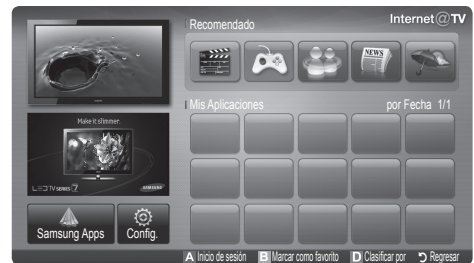 Recomendado
Internet@TV
NEWS
Mis Aplicaciones por Fecha 1/1
Make it slimmer.
LED TV SERIES 7
SAMSUNG
Samsung Apps
Config.
A Inicio de sesión B Marcar como favorito D Clasificar por Regresar